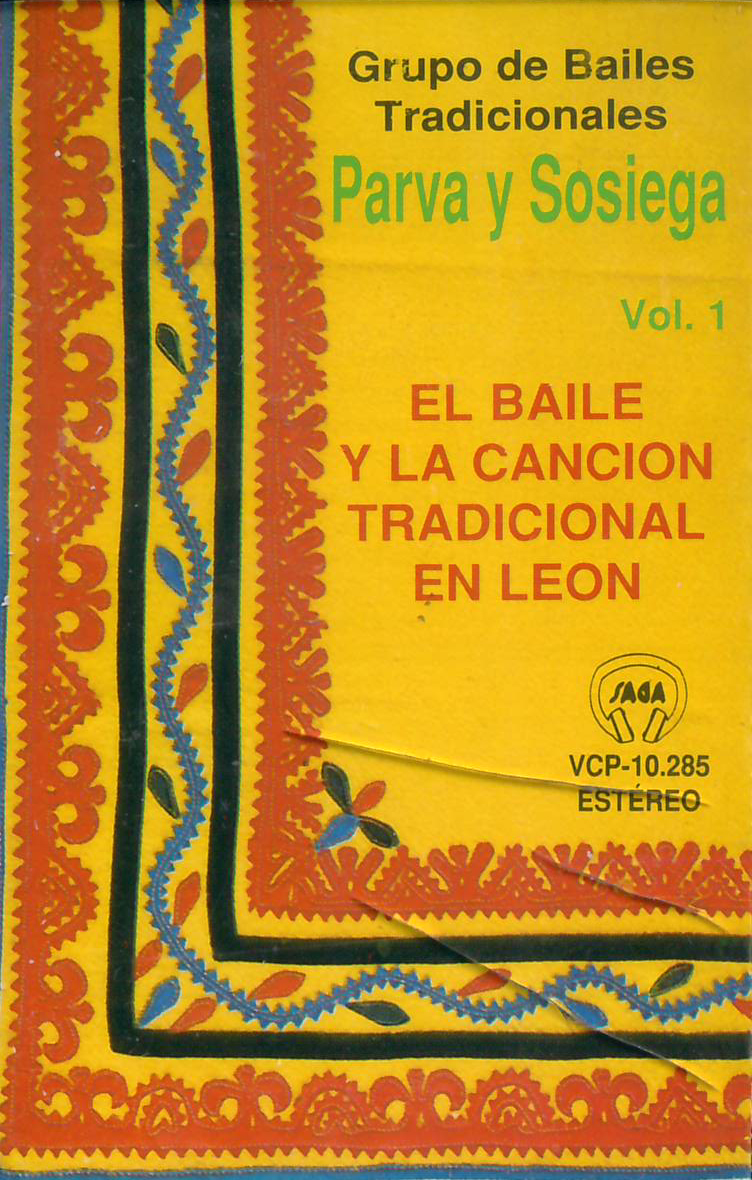 Grupo de Bailes
Tradicionales
Parva y Sosiega
Vol. 1
EL BAILE
Y LA CANCION
TRADICIONAL
EN LEON
SAGA
VCP-10.285
ESTÉREO